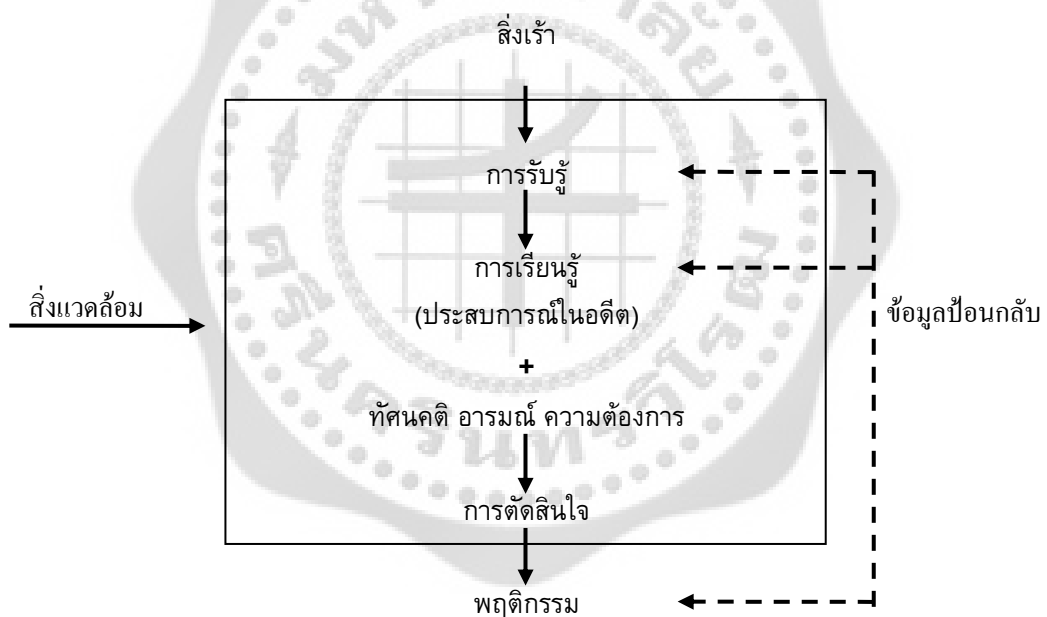 สิ่งเร้า
การรับรู้
การเรียนรู้
(ประสบการณ์ในอดีต)
สิ่งแวดล้อม
ข้อมูลป้อนกลับ
+
ทัศนคติ อารมณ์ ความต้องการ
การตัดสินใจ
พฤติกรรม